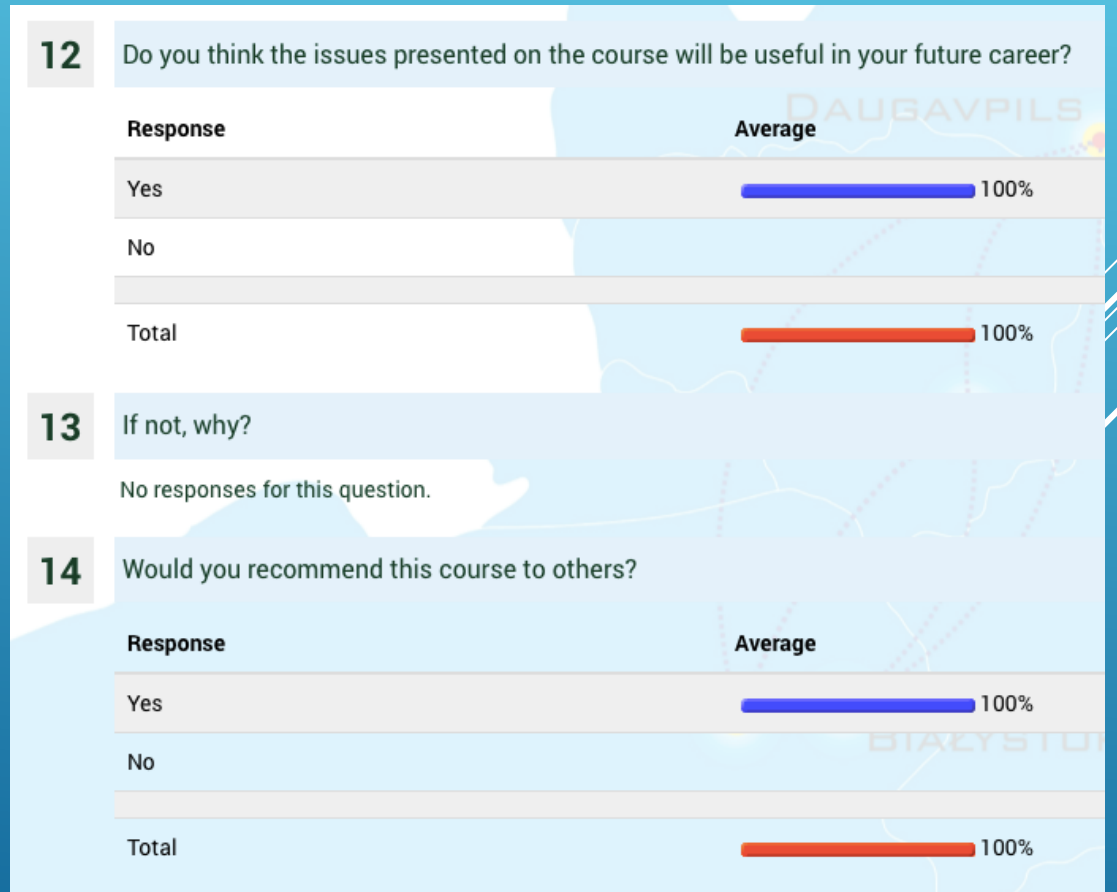 12 Do you think the issues presented on the course will be useful in your future career?
DAUGAVPILS
Response Average
Yes 100%
No
Total 100%
13 If not, why?
No responses for this question.
14 Would you recommend this course to others?
Response Average
Yes 100%
BIAŁYSTOK
No
Total 100%